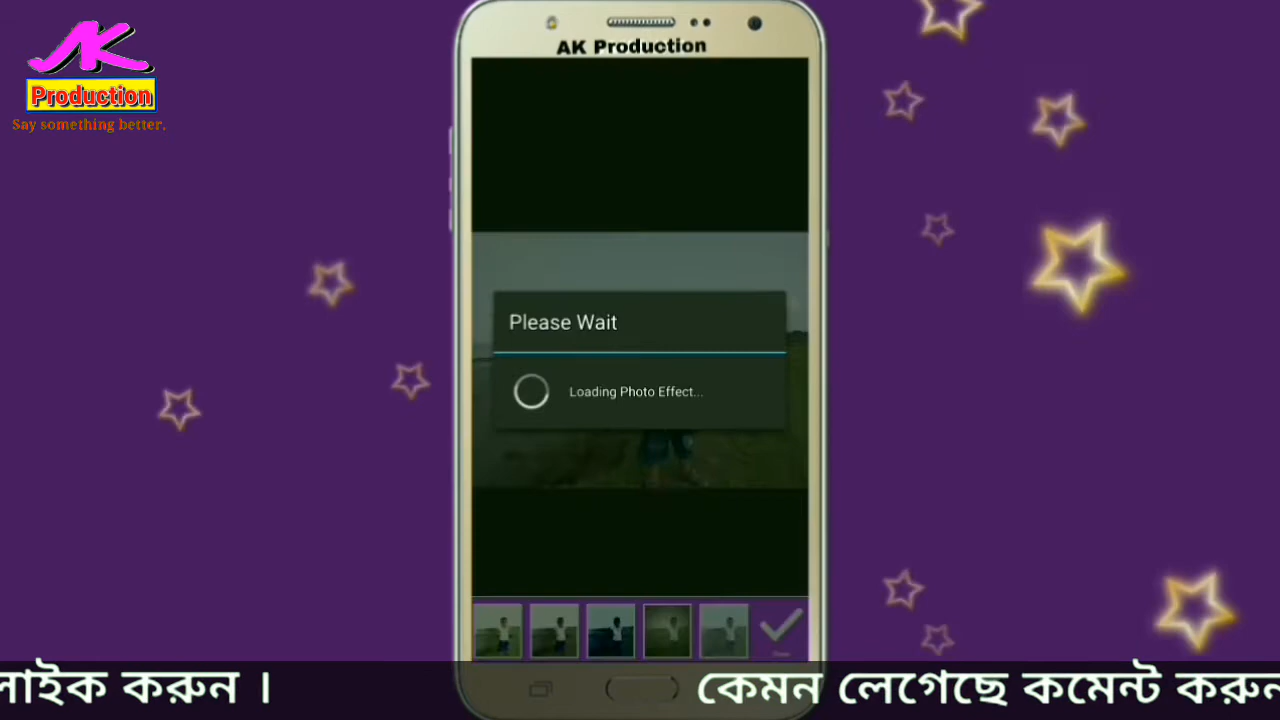 AK
Production
Say something better.
AK Production
Please Wait
Loading Photo Effect...
লাইক করুন । কেমন লেগেছে কমেন্ট করুন